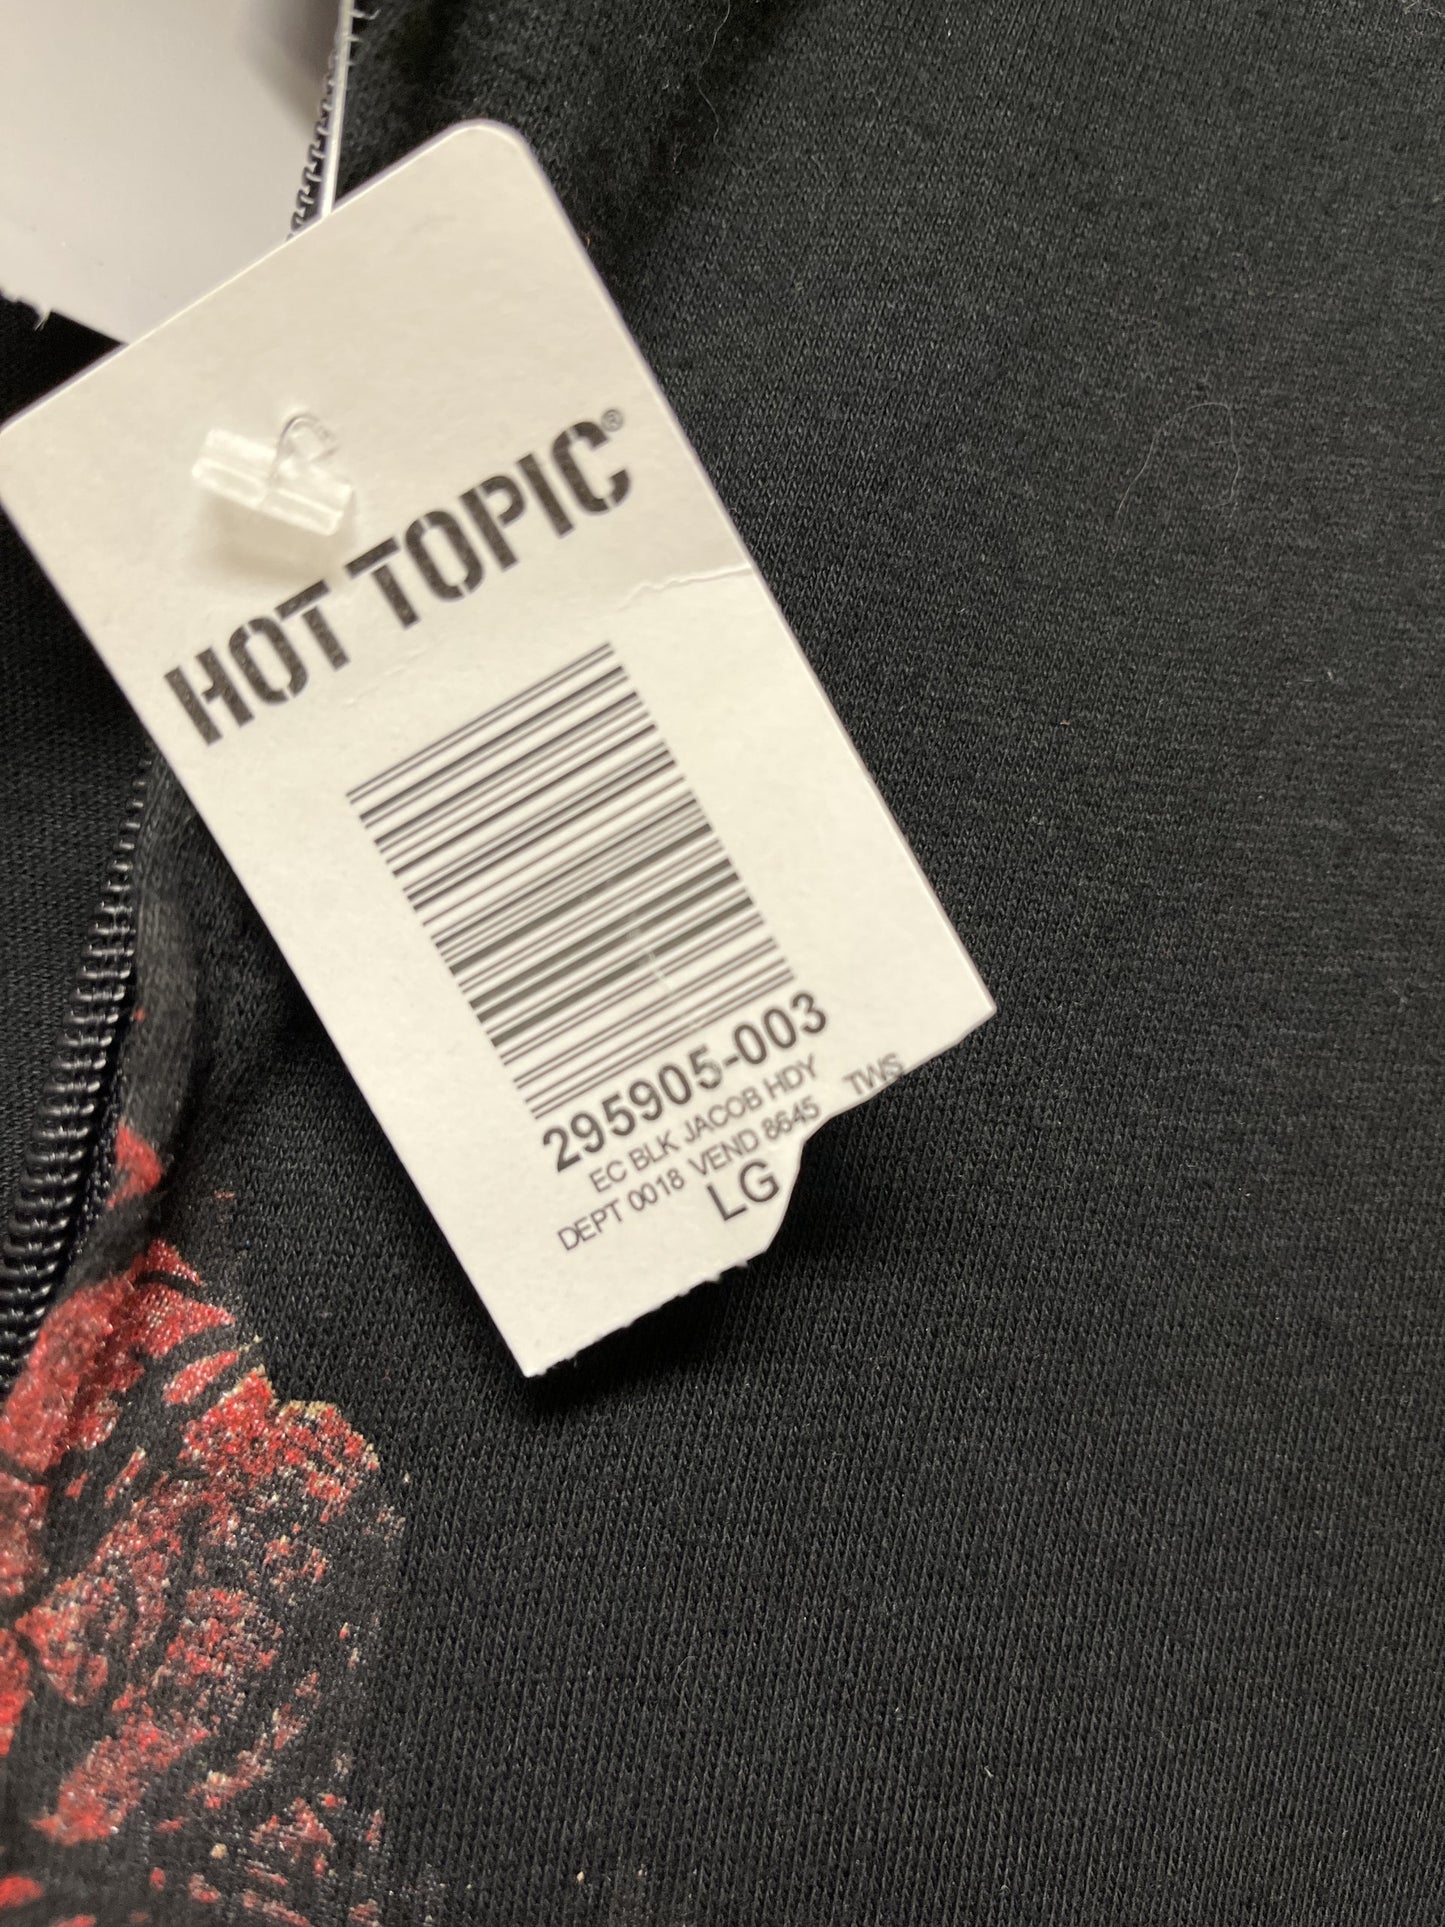 HOT TOPIC®
295905-003
EC BLK JACOB HDY
DEPT 0018 VEND 8645 TWS
LG